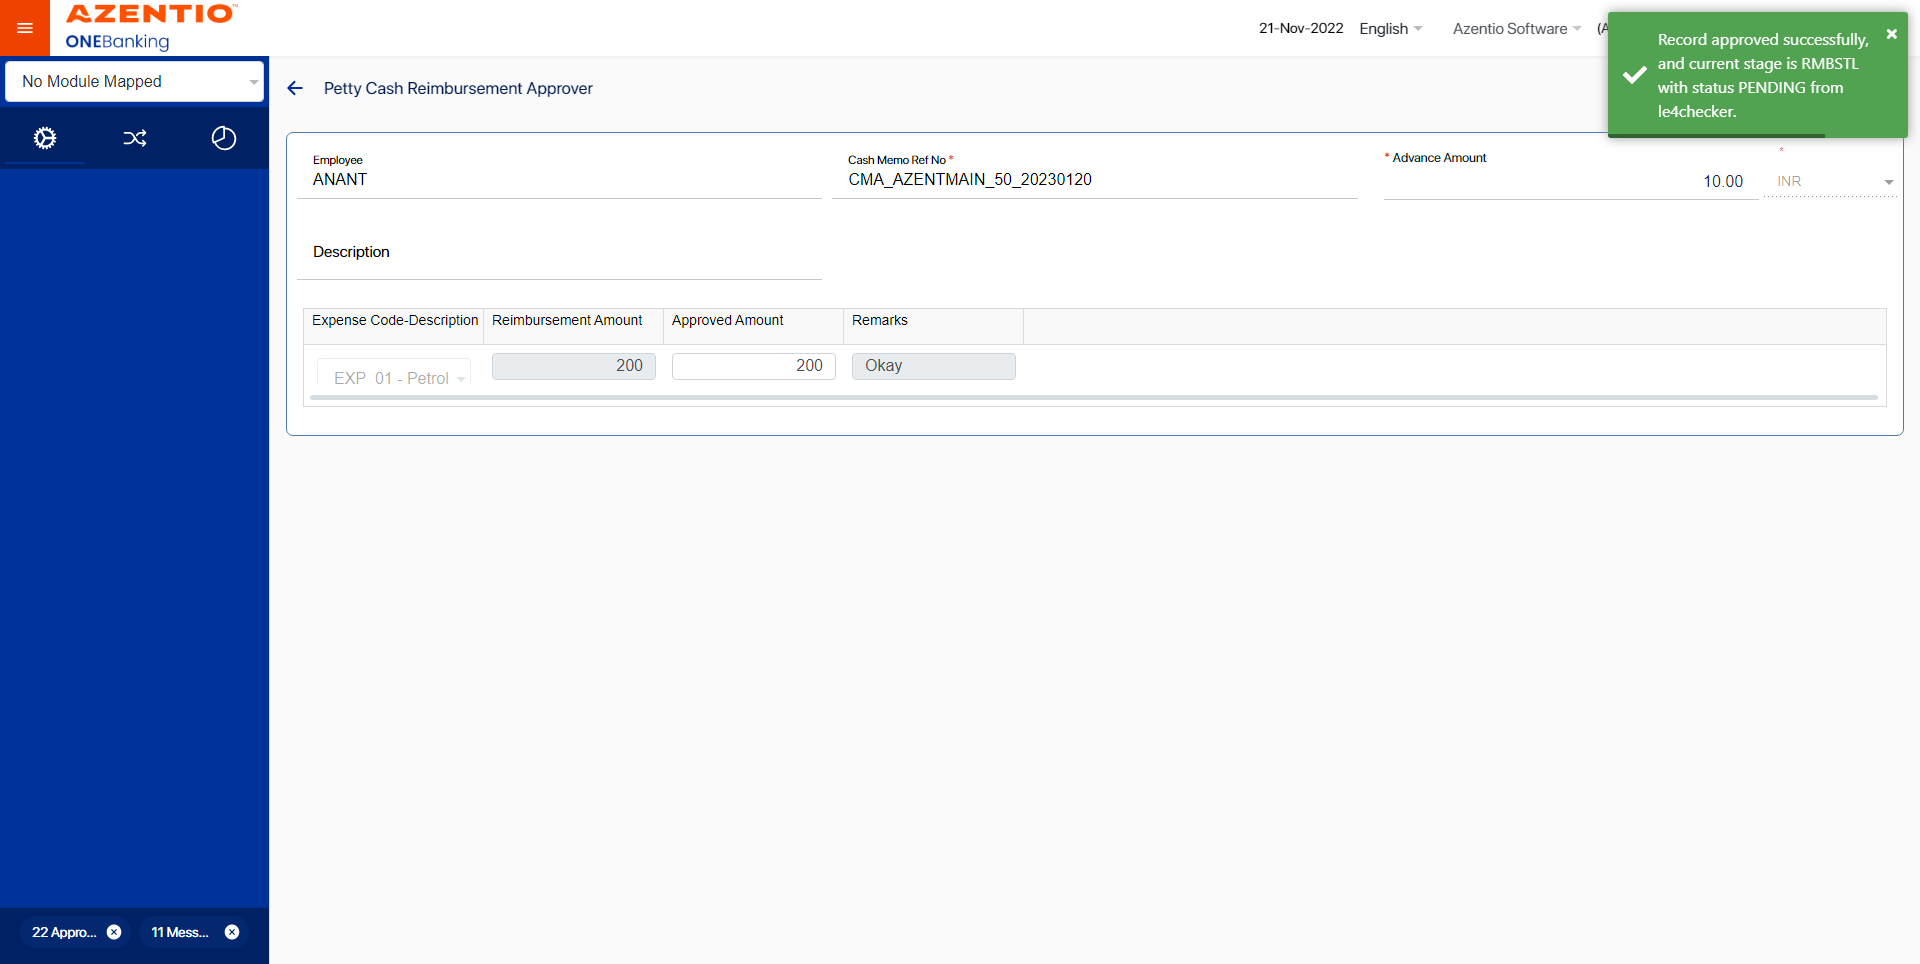 AZENTIO™
ONEBanking
21-Nov-2022
English
Azentio Software
(A
Record approved successfully,
and current stage is RMBSTL
with status PENDING from
le4checker.
No Module Mapped
Petty Cash Reimbursement Approver
Employee
ANANT
Cash Memo Ref No *
CMA_AZENTMAIN_50_20230120
* Advance Amount
10.00
*
INR
Description
Expense Code-Description
Reimbursement Amount
Approved Amount
Remarks
EXP 01 - Petrol
200
200
Okay
22 Appro...
11 Mess...